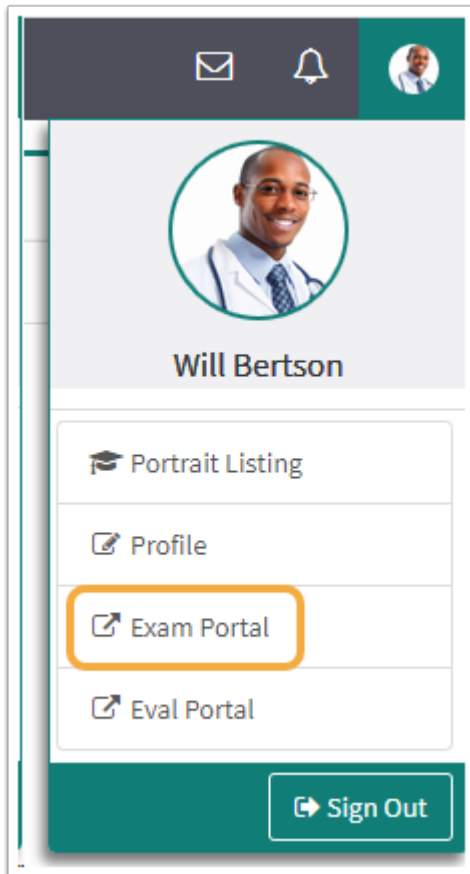 Will Bertson
Portrait Listing
Profile
Exam Portal
Eval Portal
Sign Out